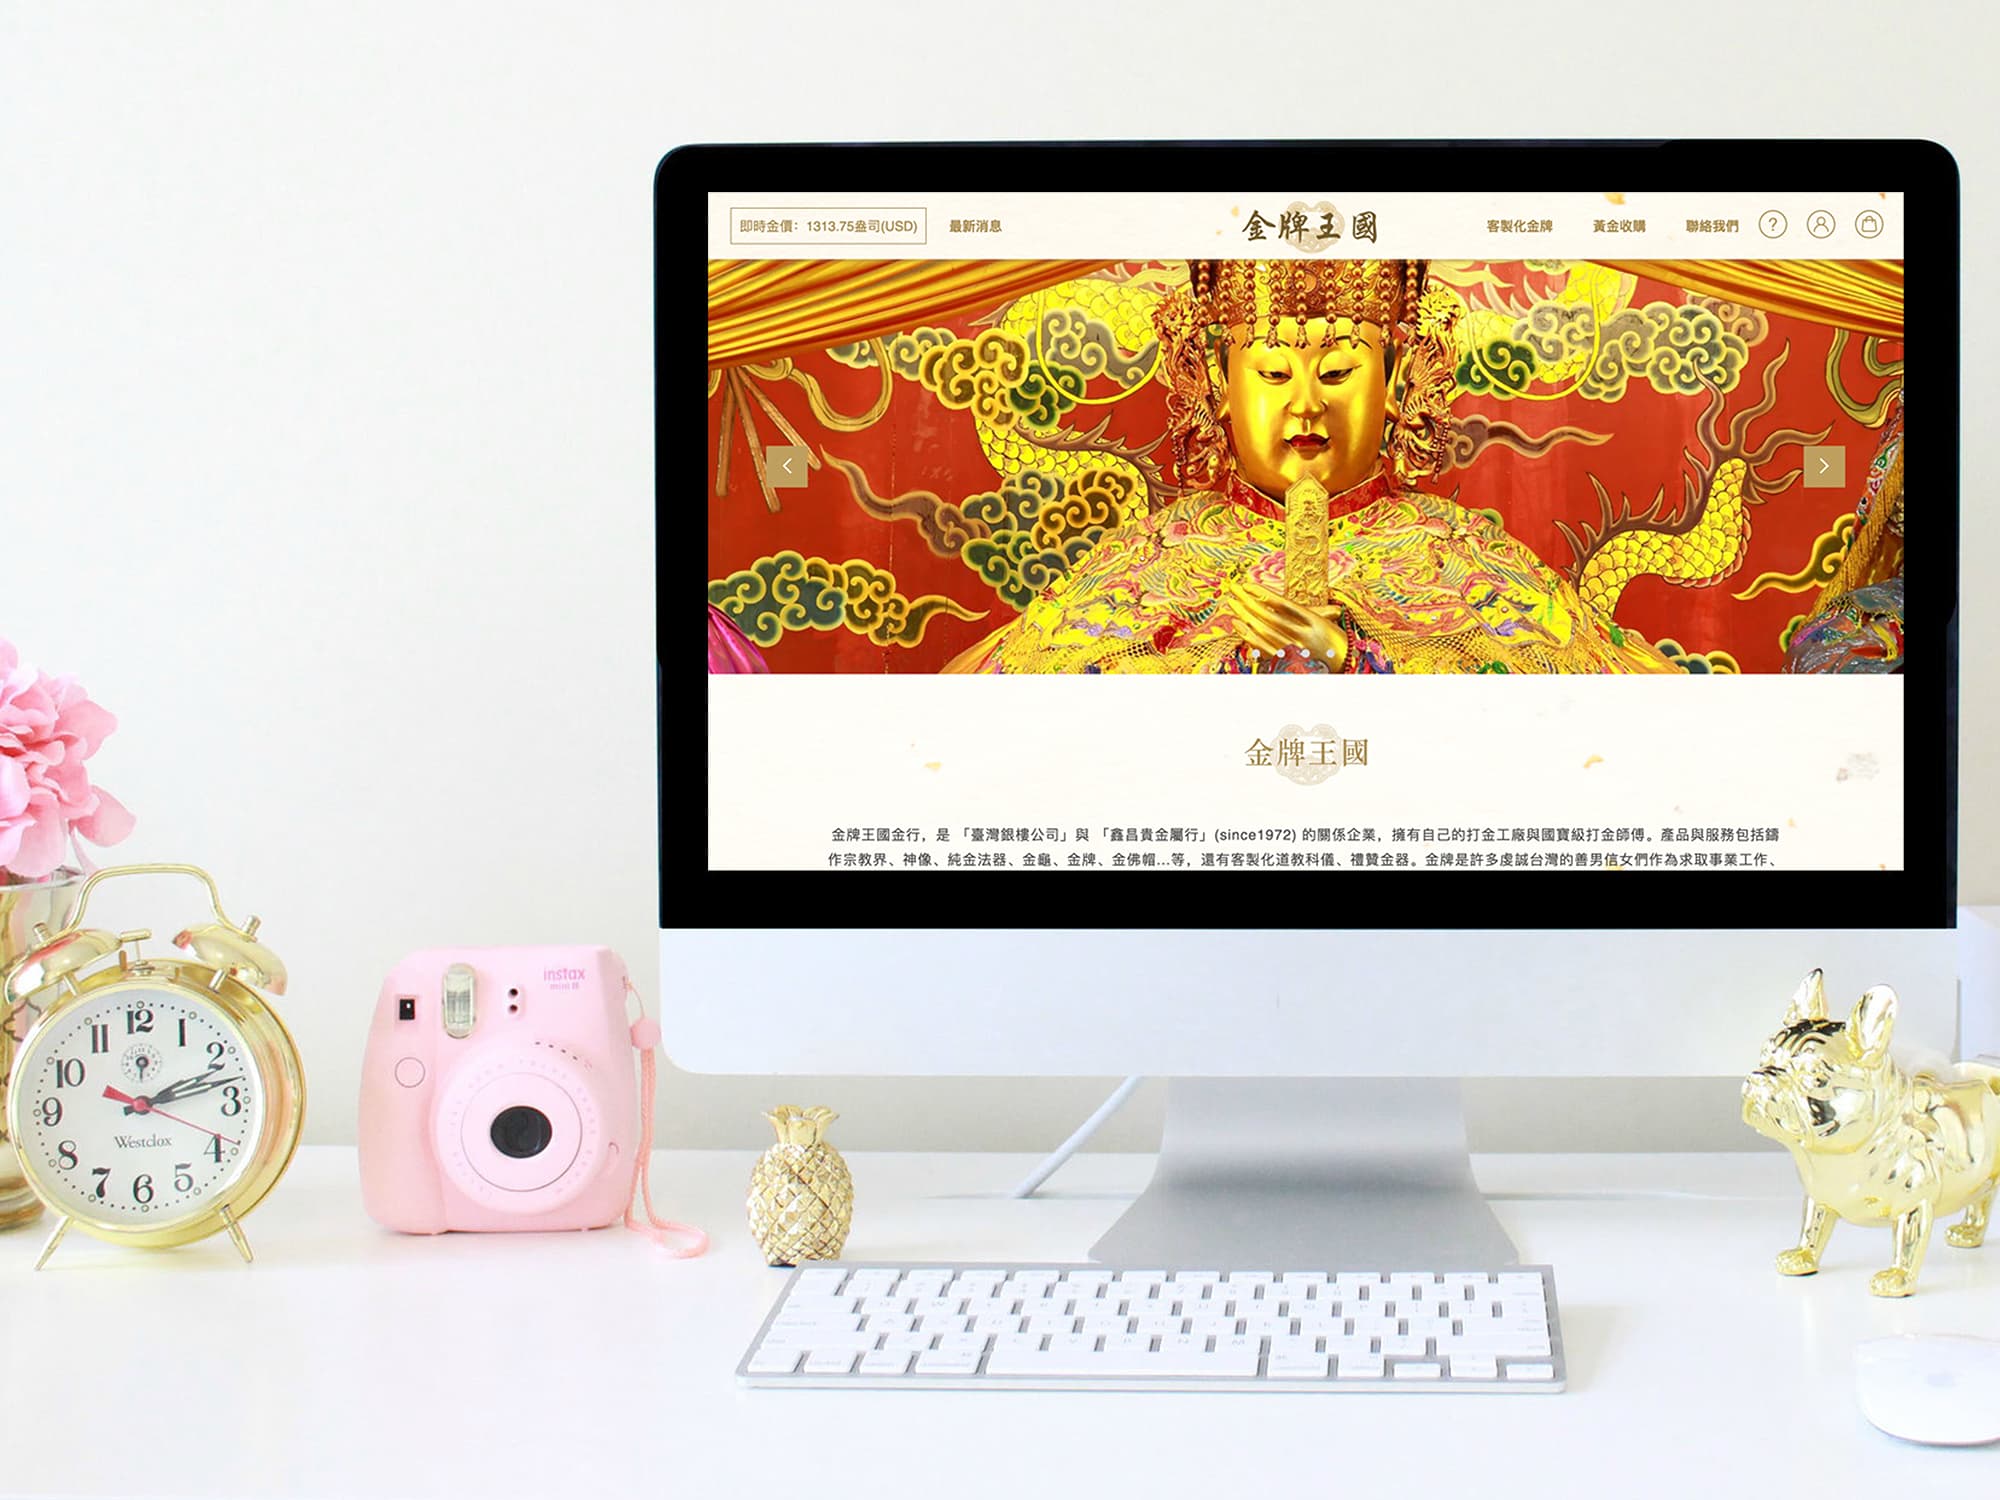 即時金價：1313.75盎司(USD)
最新消息
金牌王國
客製化金牌
黃金收購
聯絡我們
?
金牌王國
金牌王國金行，是 「臺灣銀樓公司」與 「鑫昌貴金屬行」(since1972) 的關係企業，擁有自己的打金工廠與國寶級打金師傅。產品與服務包括鑄
作宗教界、神像、純金法器、金龜、金牌、金佛帽...等，還有客製化道教科儀、禮贊金器。金牌是許多虔誠台灣的善男信女們作為求取事業工作、
instax
mini 8
12
11
1
10
2
9
3
8
4
7
5
6
Westclox